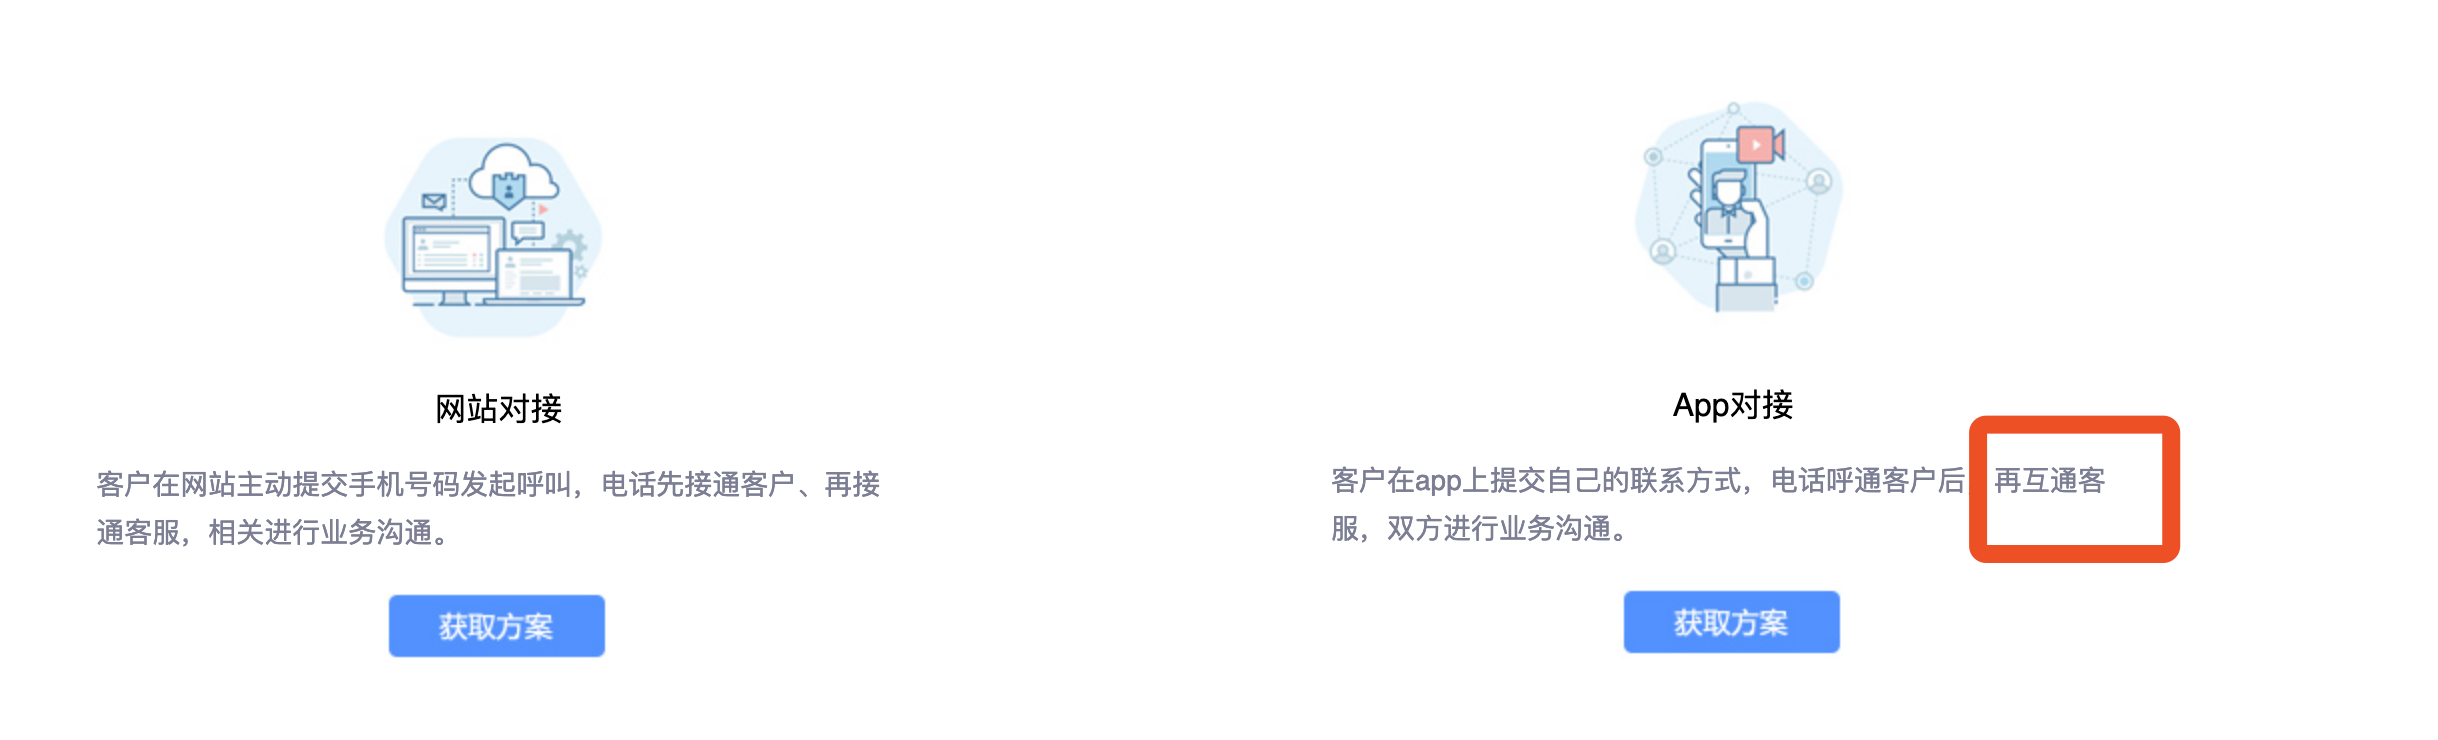 网站对接
客户在网站主动提交手机号码发起呼叫，电话先接通客户、再接
通客服，相关进行业务沟通。
获取方案
App对接
客户在app上提交自己的联系方式，电话呼通客户后，再互通客
服，双方进行业务沟通。
获取方案